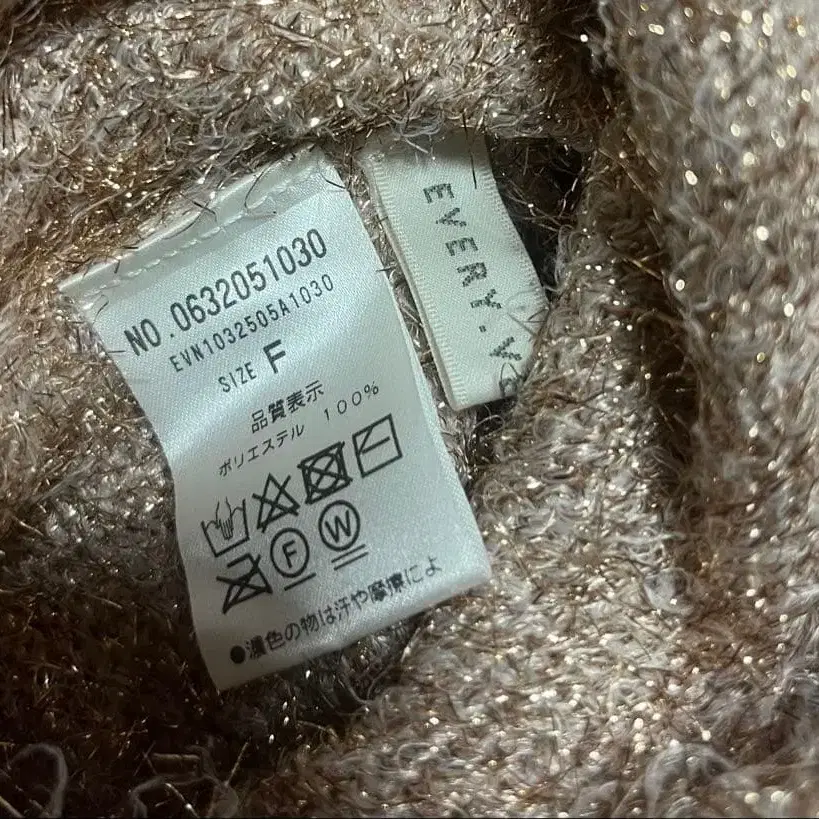 NO.0632051030
EVN1032505A1030
SIZE F
品質表示
ポリエステル 100%
F W
●濃色の物は汗や摩擦によ
EVERY.